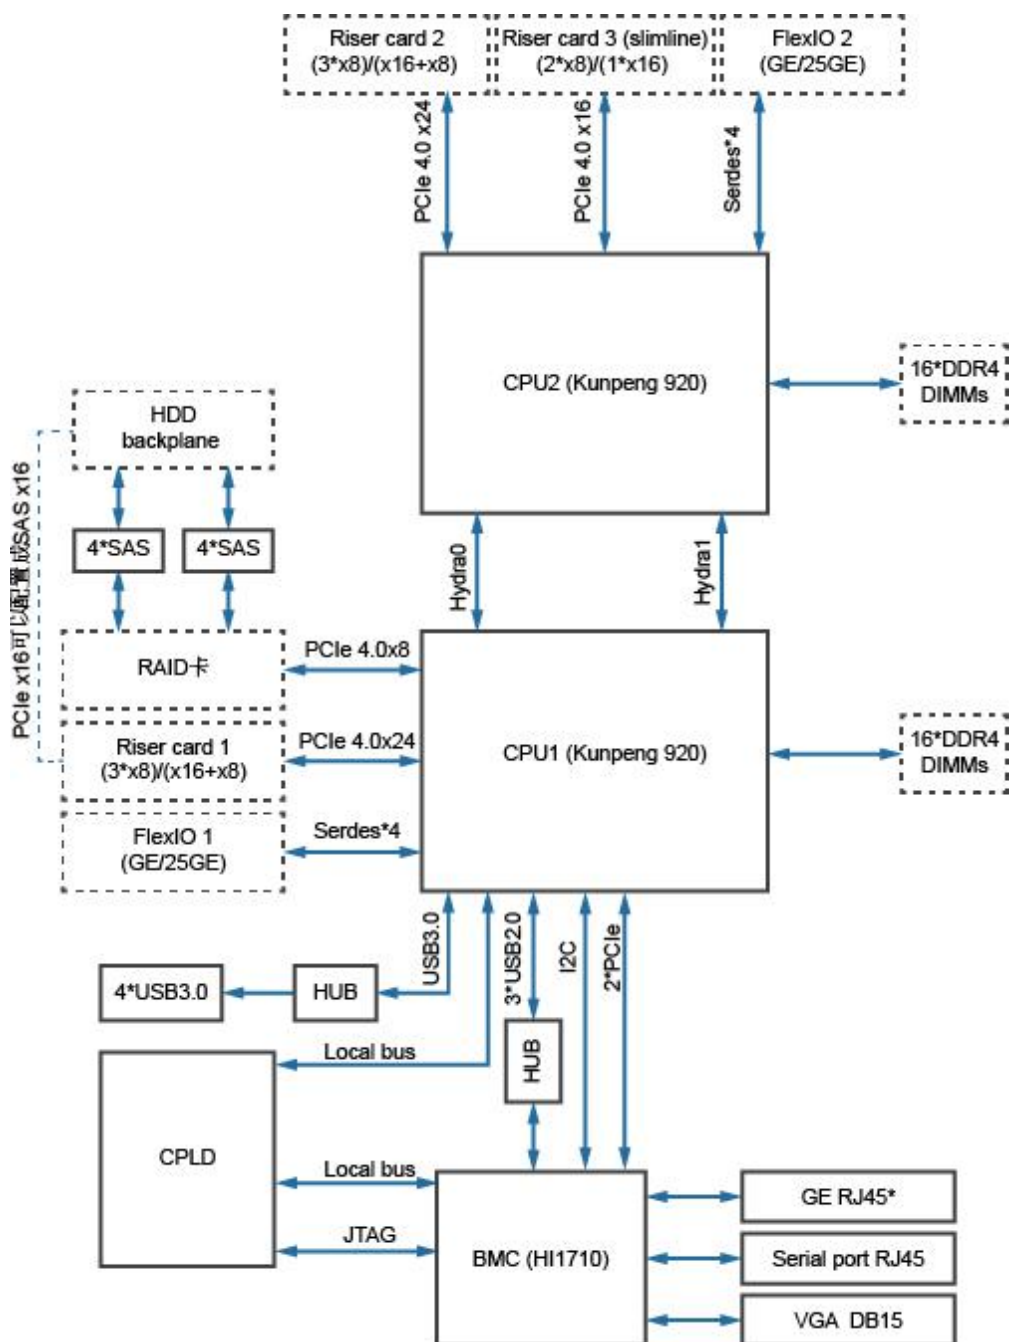 Riser card 2
(3*x8)/(x16+x8)
Riser card 3 (slimline)
(2*x8)/(1*x16)
FlexIO 2
(GE/25GE)
PCIe 4.0 x24
PCIe 4.0 x16
Serdes*4
CPU2 (Kunpeng 920)
16*DDR4
DIMMs
HDD
backplane
PCIe x16可以配置成SAS x16
4*SAS
4*SAS
Hydra0
Hydra1
RAID卡
PCIe 4.0x8
Riser card 1
(3*x8)/(x16+x8)
PCIe 4.0x24
CPU1 (Kunpeng 920)
16*DDR4
DIMMs
FlexIO 1
(GE/25GE)
Serdes*4
USB3.0
3*USB2.0
I2C
2*PCIe
4*USB3.0
HUB
HUB
Local bus
CPLD
Local bus
JTAG
BMC (HI1710)
GE RJ45*
Serial port RJ45
VGA DB15